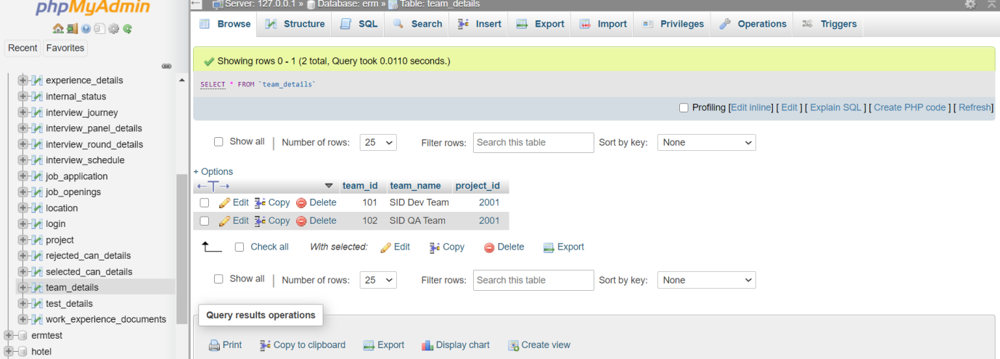 phpMyAdmin
Recent Favorites
experience_details
internal_status
interview_journey
interview_panel_details
interview_round_details
interview_schedule
job_application
job_openings
location
login
project
rejected_can_details
selected_can_details
team_details
test_details
work_experience_documents
ermtest
hotel
Server: 127.0.0.1 » Database: erm » Table: team_details
Browse Structure SQL Search Insert Export Import Privileges Operations Triggers
Showing rows 0 - 1 (2 total, Query took 0.0110 seconds.)
SELECT * FROM `team_details`
Profiling [Edit inline] [ Edit ] [ Explain SQL ] [ Create PHP code ] [ Refresh]
Show all | Number of rows: 25 Filter rows: Search this table Sort by key: None
+ Options
←T→ team_id team_name project_id
Edit Copy Delete 101 SID Dev Team 2001
Edit Copy Delete 102 SID QA Team 2001
Check all With selected: Edit Copy Delete Export
Show all | Number of rows: 25 Filter rows: Search this table Sort by key: None
Query results operations
Print Copy to clipboard Export Display chart Create view